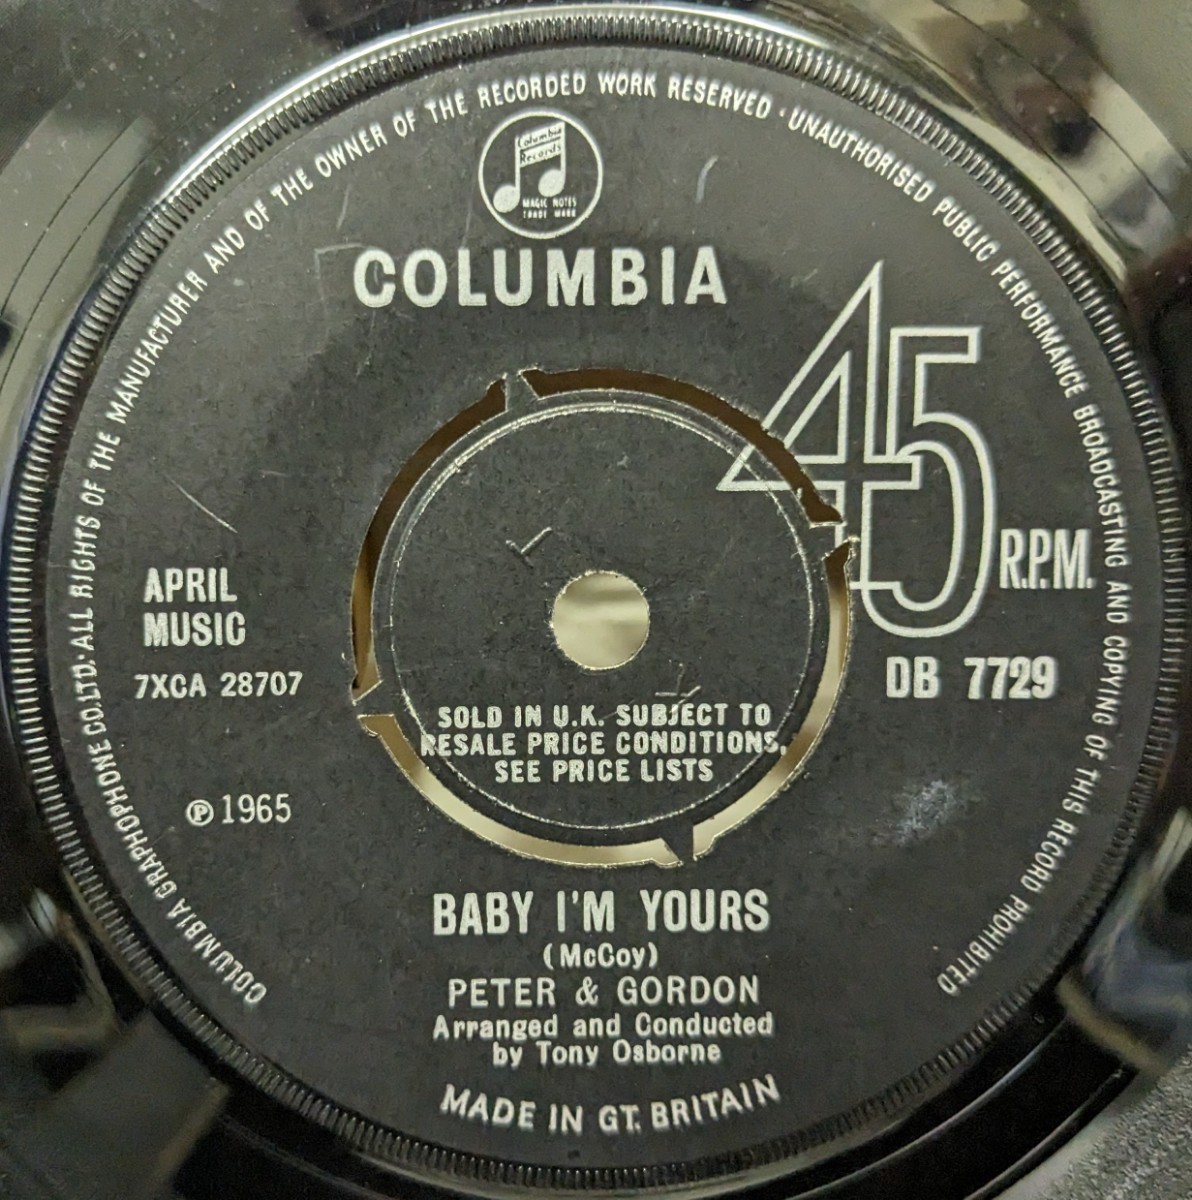 COLUMBIA GRAPHOPHONE CO.LTD. ALL RIGHTS OF THE MANUFACTURER AND OF THE OWNER OF THE RECORDED WORK RESERVED · UNAUTHORISED PUBLIC PERFORMANCE BROADCASTING AND COPYING OF THIS RECORD PROHIBITED
Columbia
Records
MAGIC NOTES
TRADE MARK
COLUMBIA
45
R.P.M.
DB 7729
APRIL
MUSIC
7XCA 28707
℗ 1965
SOLD IN U.K. SUBJECT TO
RESALE PRICE CONDITIONS,
SEE PRICE LISTS
BABY I'M YOURS
(McCoy)
PETER & GORDON
Arranged and Conducted
by Tony Osborne
MADE IN GT. BRITAIN